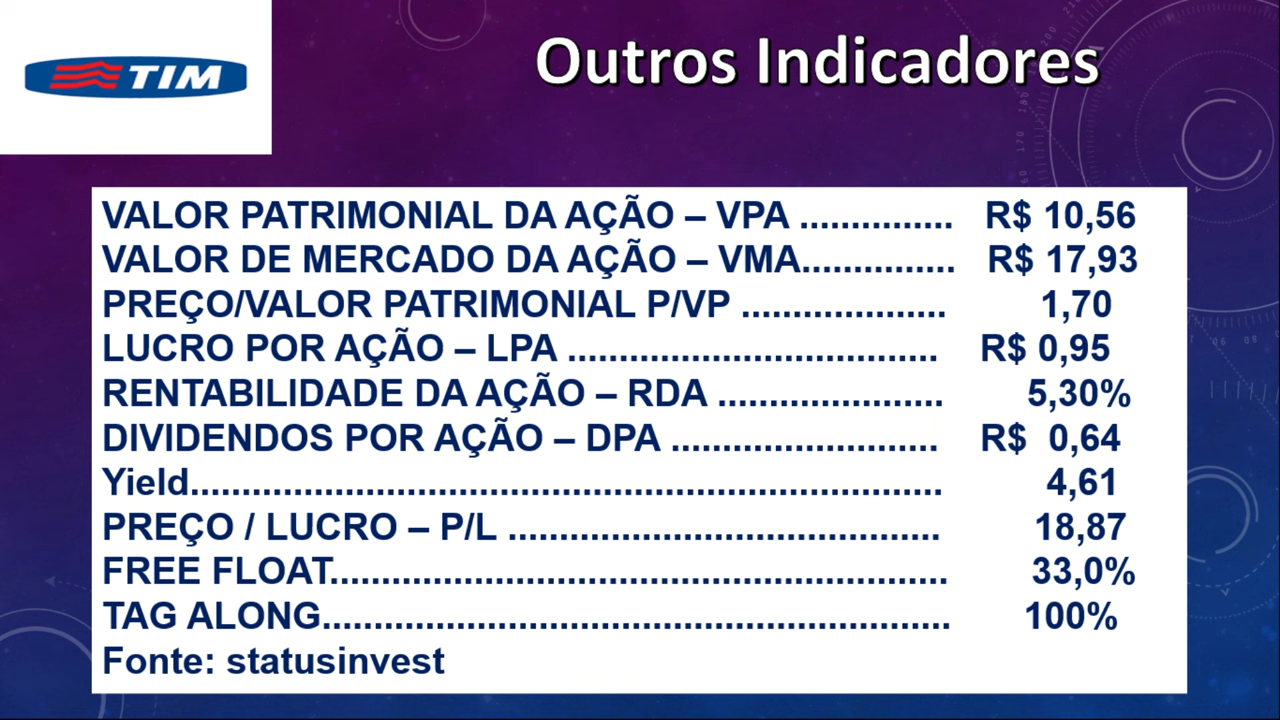 TIM
Outros Indicadores
VALOR PATRIMONIAL DA AÇÃO – VPA ............... R$ 10,56
VALOR DE MERCADO DA AÇÃO – VMA............... R$ 17,93
PREÇO/VALOR PATRIMONIAL P/VP .................... 1,70
LUCRO POR AÇÃO – LPA .................................... R$ 0,95
RENTABILIDADE DA AÇÃO – RDA ...................... 5,30%
DIVIDENDOS POR AÇÃO – DPA .......................... R$ 0,64
Yield......................................................................... 4,61
PREÇO / LUCRO – P/L .......................................... 18,87
FREE FLOAT............................................................ 33,0%
TAG ALONG............................................................. 100%
Fonte: statusinvest